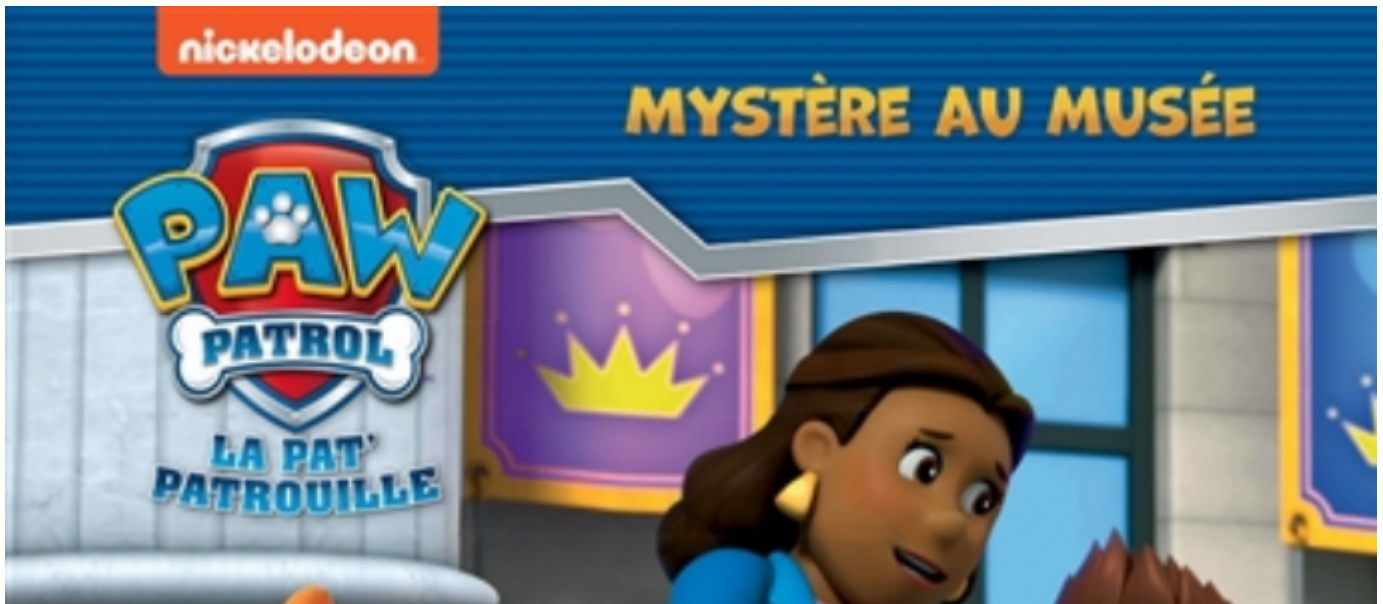 nickelodeon
MYSTÈRE AU MUSÉE
PAW
PATROL
LA PAT'
PATROUILLE